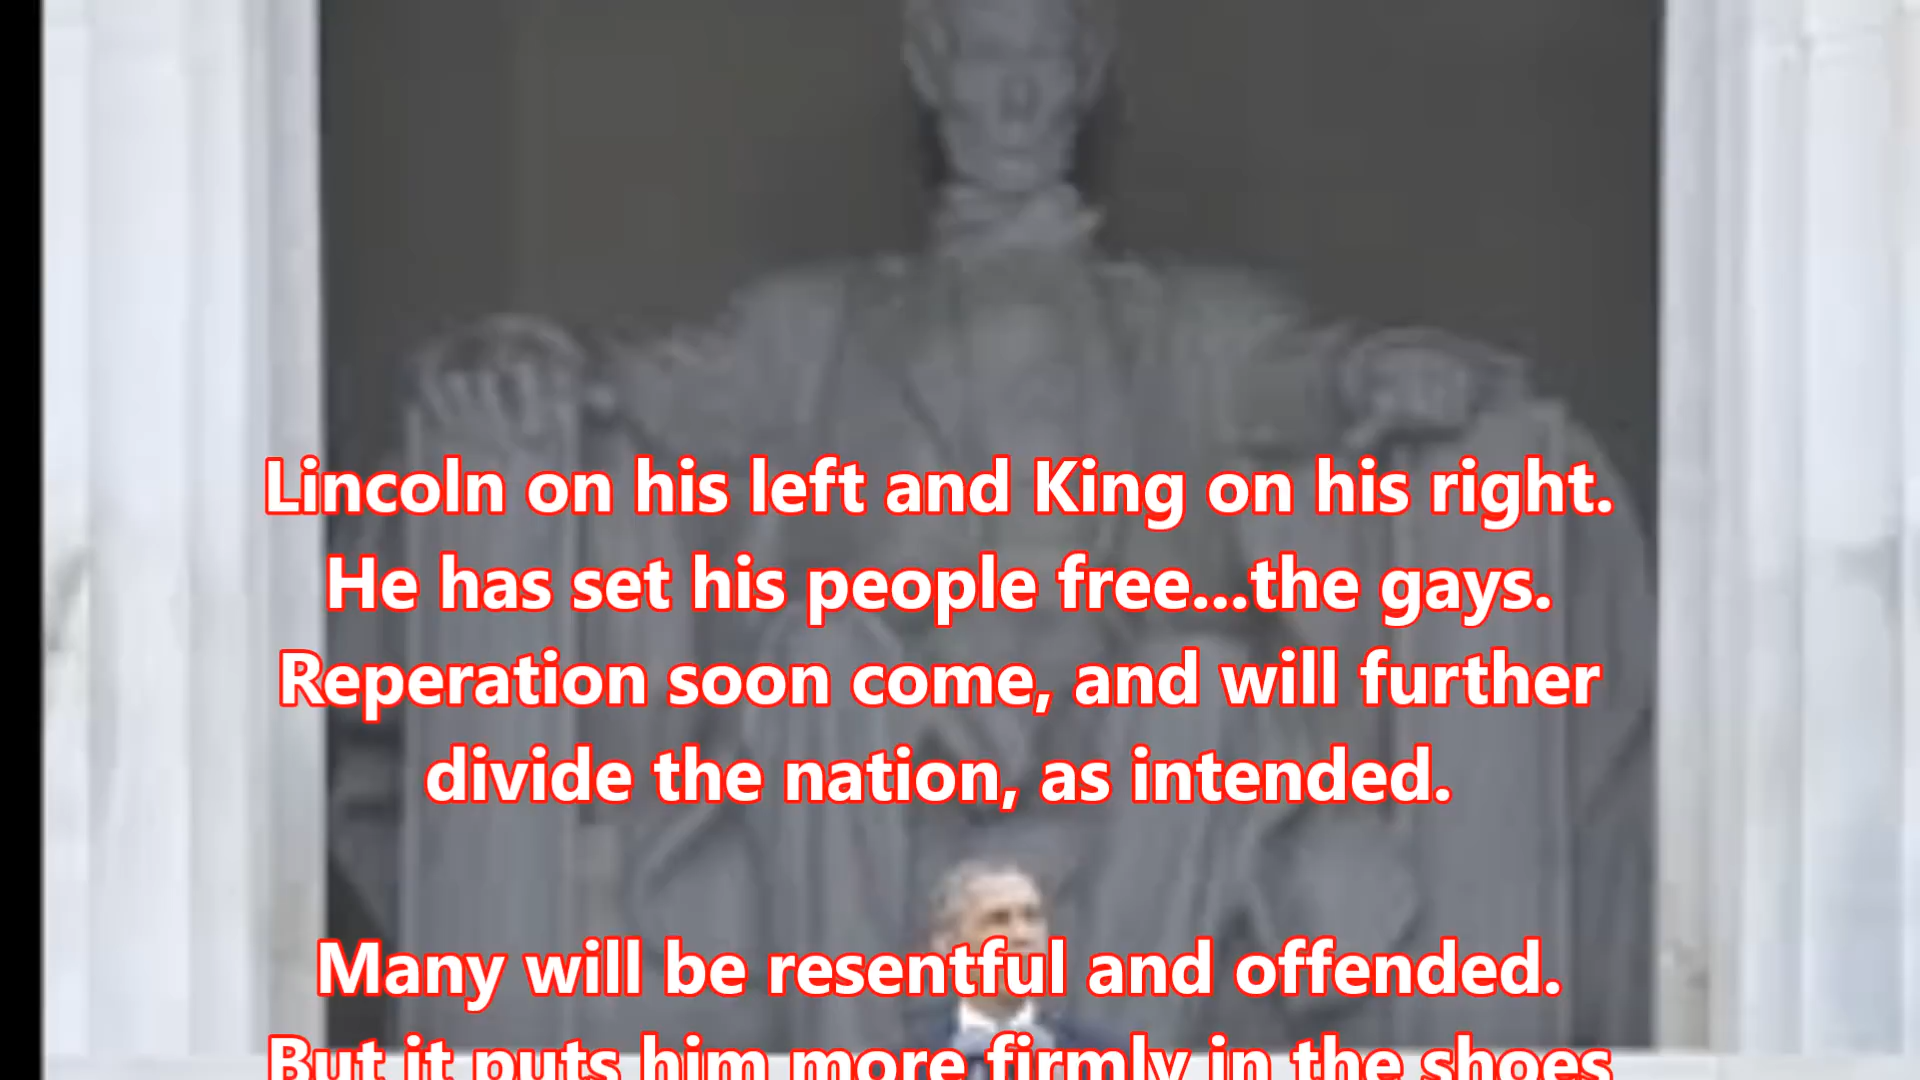 Lincoln on his left and King on his right.
He has set his people free...the gays.
Reperation soon come, and will further
divide the nation, as intended.
Many will be resentful and offended.
But it puts him more firmly in the shoes